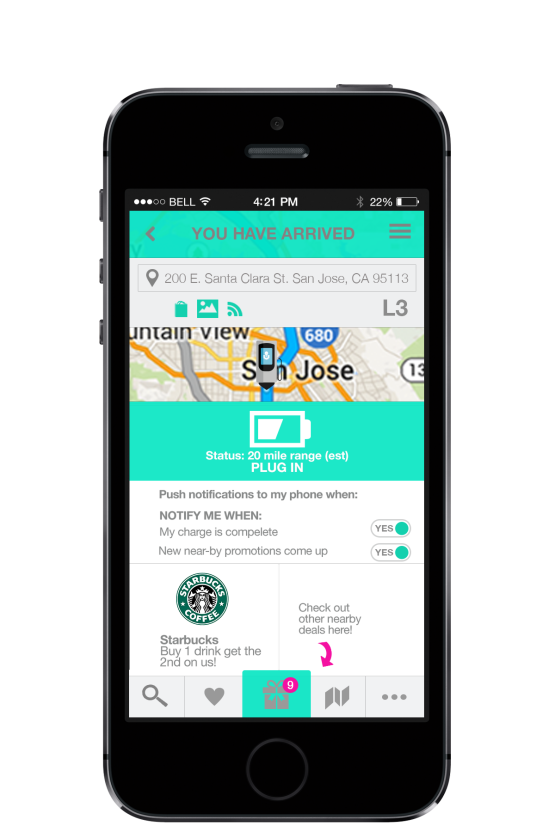 BELL 4:21 PM 22%
YOU HAVE ARRIVED
200 E. Santa Clara St. San Jose, CA 95113
L3
untain View 680
San Jose 13
Status: 20 mile range (est)
PLUG IN
Push notifications to my phone when:
NOTIFY ME WHEN:
My charge is compelete YES
New near-by promotions come up YES
STARBUCKS
COFFEE
Starbucks
Buy 1 drink get the
2nd on us!
Check out
other nearby
deals here!
9